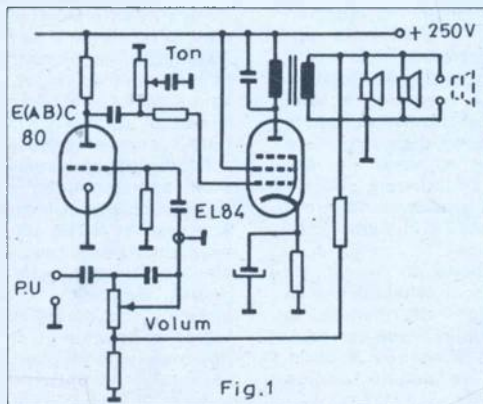 + 250V
Ton
E(AB)C
80
EL84
P.U
Volum
Fig.1